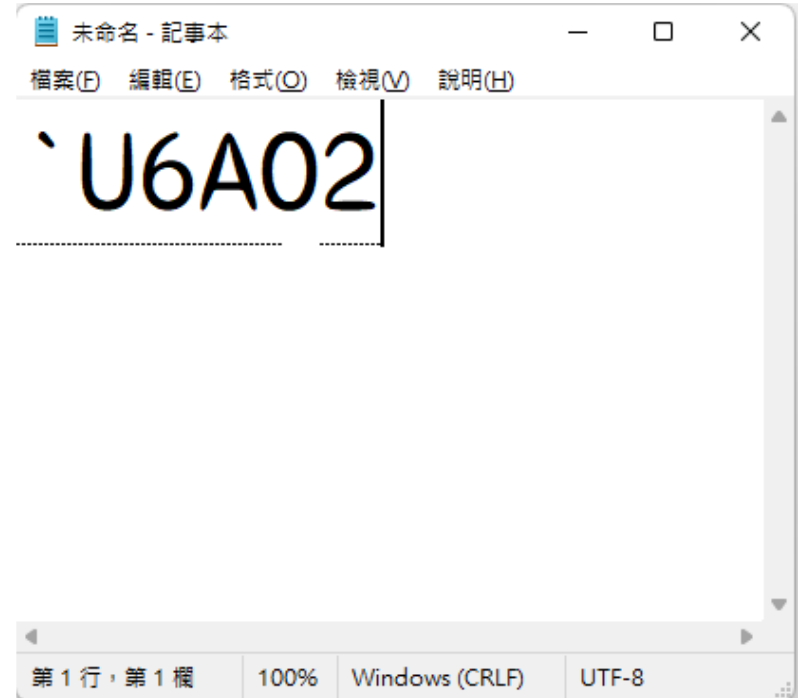 未命名 - 記事本
檔案(F) 編輯(E) 格式(O) 檢視(V) 說明(H)
`U6A02
第 1 行，第 1 欄 100% Windows (CRLF) UTF-8